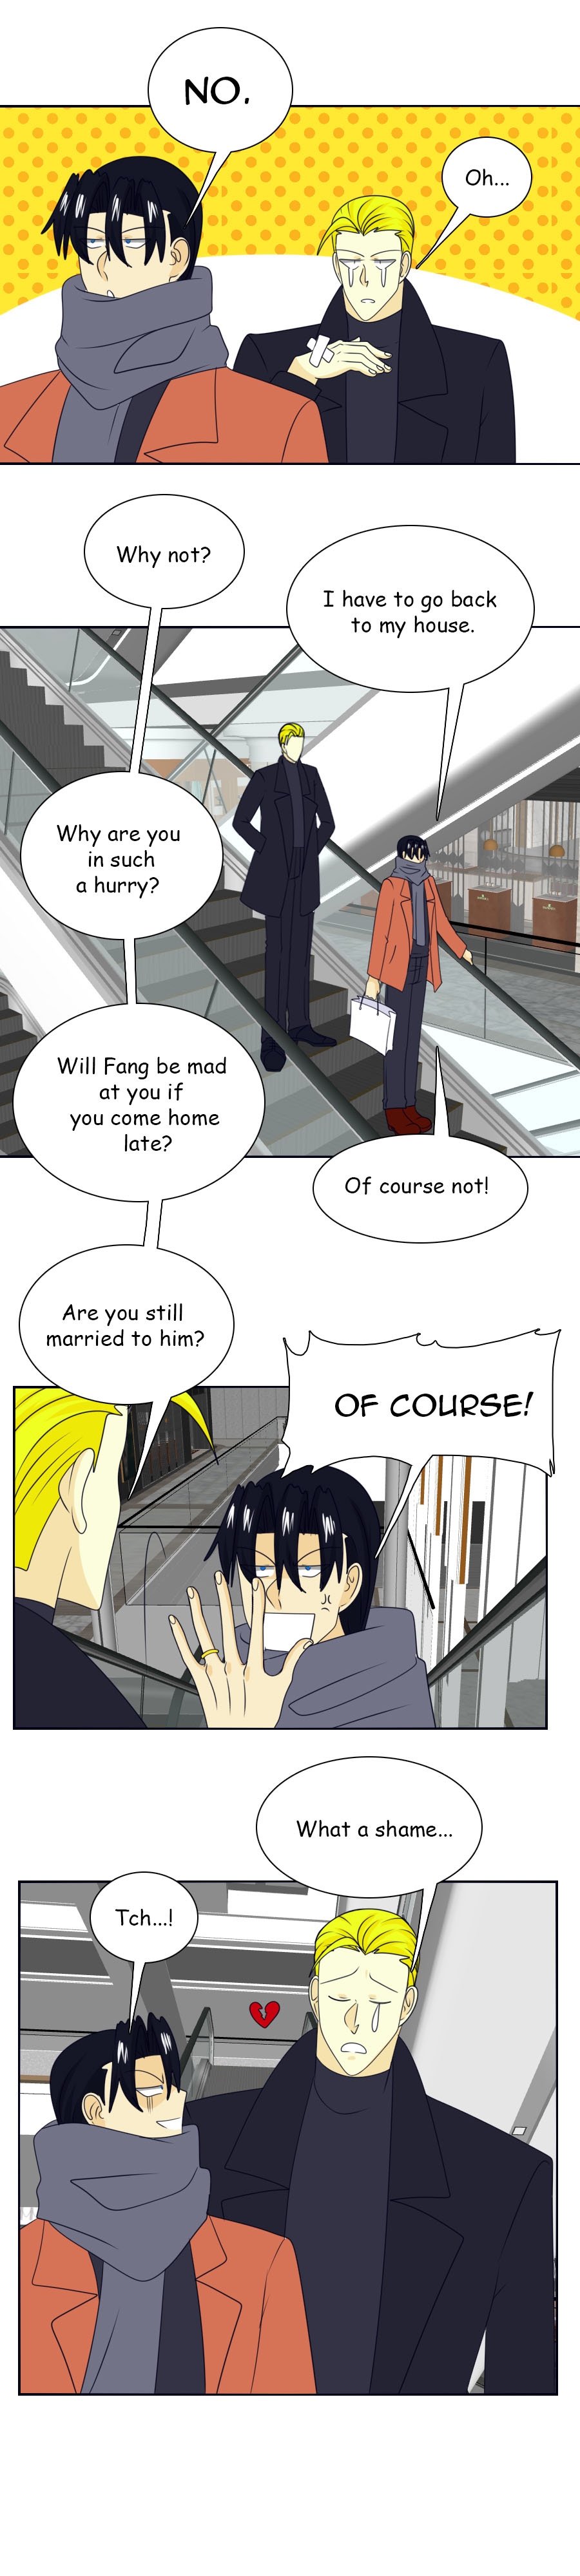 NO.
Oh...
Why not?
I have to go back
to my house.
Why are you
in such
a hurry?
Will Fang be mad
at you if
you come home
late?
Of course not!
Are you still
married to him?
OF COURSE!
What a shame...
Tch...!